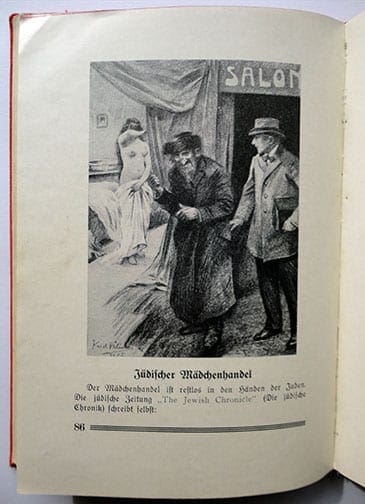 SALON
Jüdischer Mädchenhandel
Der Mädchenhandel ist restlos in den Händen der Juden.
Die jüdische Zeitung „The Jewish Chronicle“ (Die jüdische
Chronik) schreibt selbst:
86